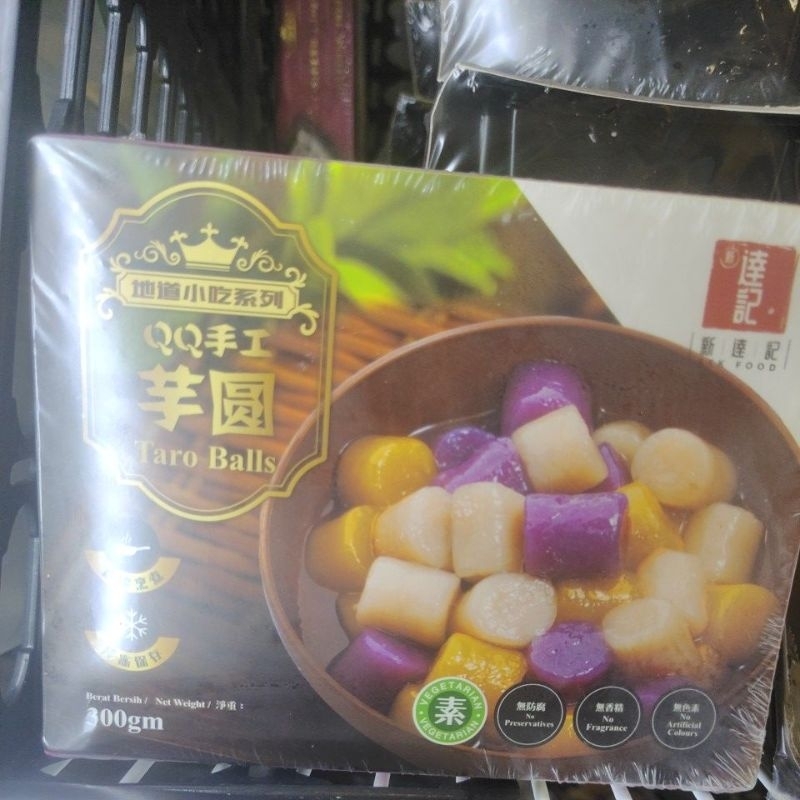 地道小吃系列
QQ手工
芋圆
Taro Balls
達記
新達記
FOOD
Berat Bersih / Net Weight / 淨重 :
300gm
VEGETARIAN
素
VEGETARIAN
無防腐
No
Preservatives
無香精
No
Fragrance
無色素
No
Artificial
Colours